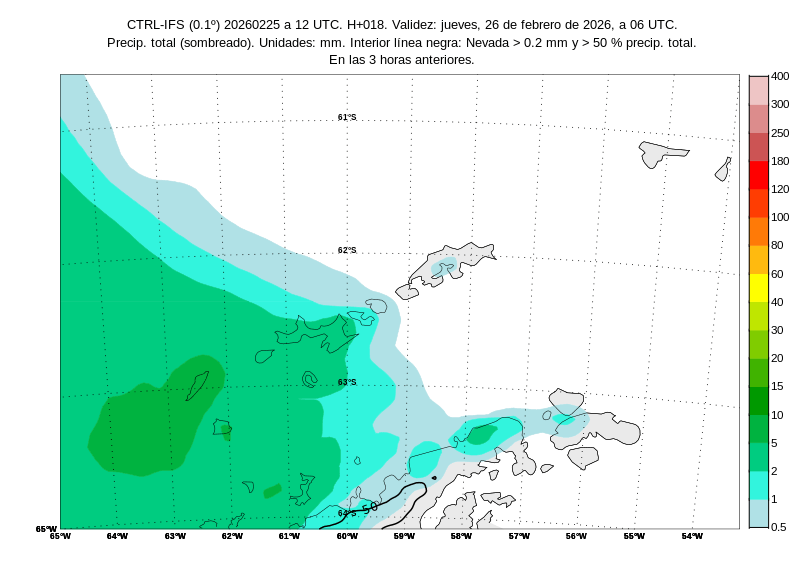 CTRL-IFS (0.1º) 20260225 a 12 UTC. H+018. Validez: jueves, 26 de febrero de 2026, a 06 UTC.
Precip. total (sombreado). Unidades: mm. Interior línea negra: Nevada > 0.2 mm y > 50 % precip. total.
En las 3 horas anteriores.
400
300
250
180
120
100
80
60
40
30
20
15
10
5
2
1
0.5
61°S
62°S
63°S
64°S
50
65°W
65°W
64°W
63°W
62°W
61°W
60°W
59°W
58°W
57°W
56°W
55°W
54°W